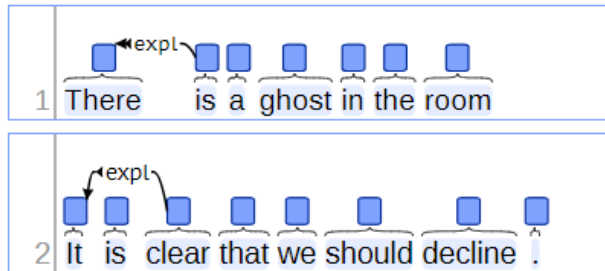 expl
1 There is a ghost in the room
expl
2 It is clear that we should decline .